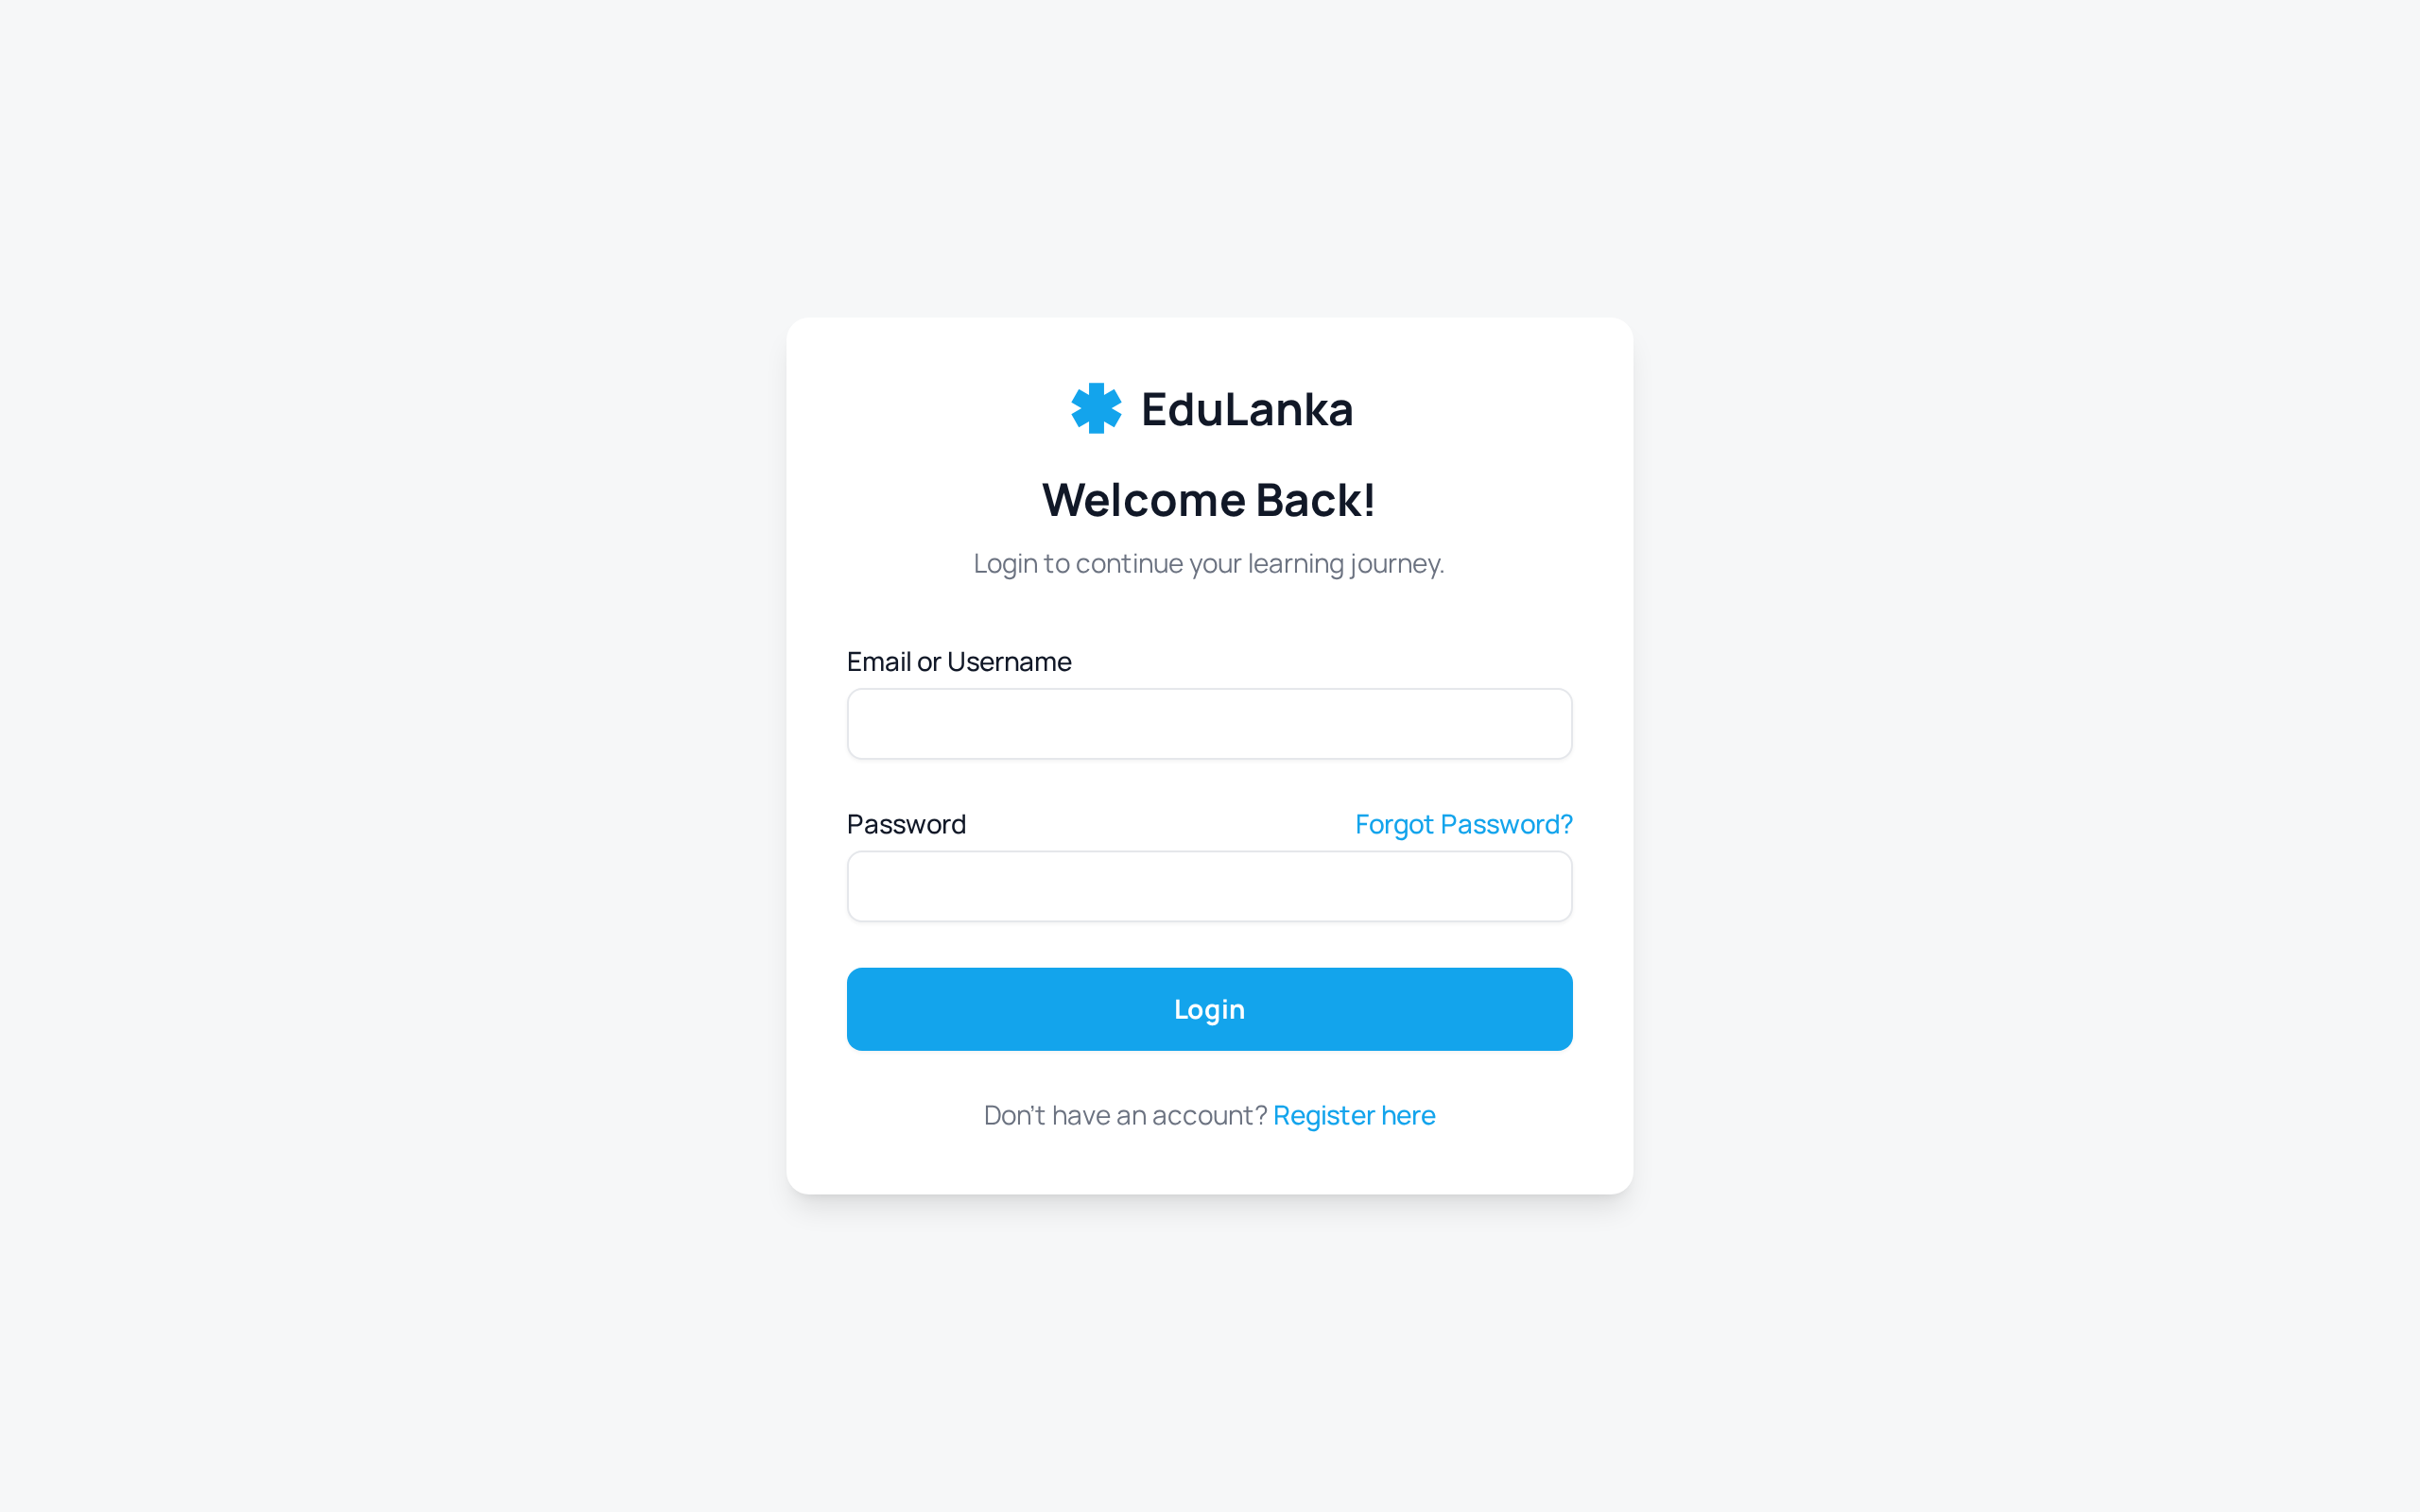 EduLanka
Welcome Back!
Login to continue your learning journey.
Email or Username
Password
Forgot Password?
Login
Don't have an account? Register here